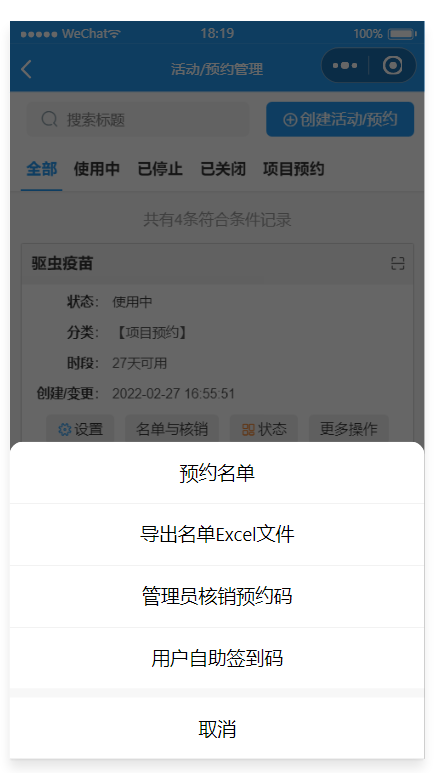 WeChat 18:19 100%
活动/预约管理
搜索标题 创建活动/预约
全部 使用中 已停止 已关闭 项目预约
共有4条符合条件记录
驱虫疫苗
状态: 使用中
分类: 【项目预约】
时段: 27天可用
创建/变更: 2022-02-27 16:55:51
设置 名单与核销 状态 更多操作
预约名单
导出名单Excel文件
管理员核销预约码
用户自助签到码
取消